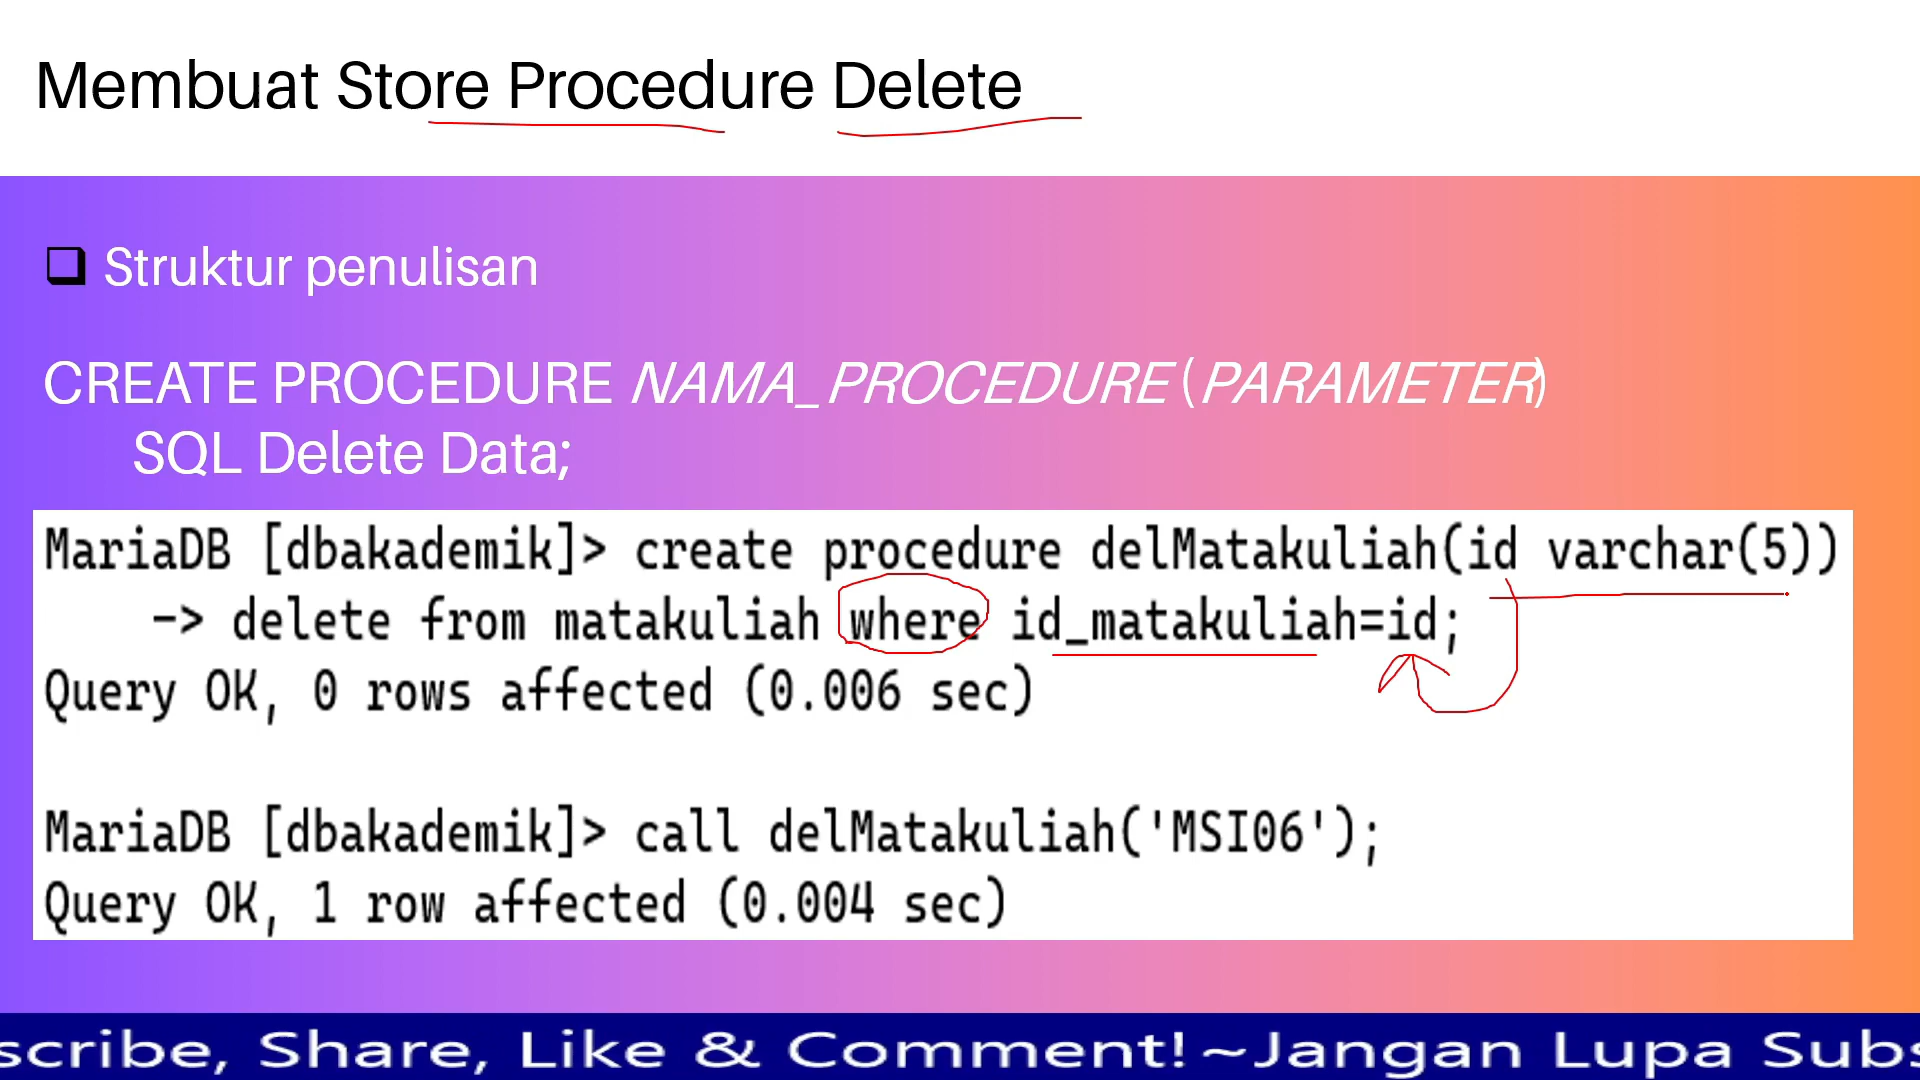 Membuat Store Procedure Delete
Struktur penulisan
CREATE PROCEDURE NAMA_PROCEDURE (PARAMETER)
SQL Delete Data;
MariaDB [dbakademik]> create procedure delMatakuliah(id varchar(5))
-> delete from matakuliah where id_matakuliah=id;
Query OK, 0 rows affected (0.006 sec)
MariaDB [dbakademik]> call delMatakuliah('MSI06');
Query OK, 1 row affected (0.004 sec)
scribe, Share, Like & Comment! ~Jangan Lupa Subs